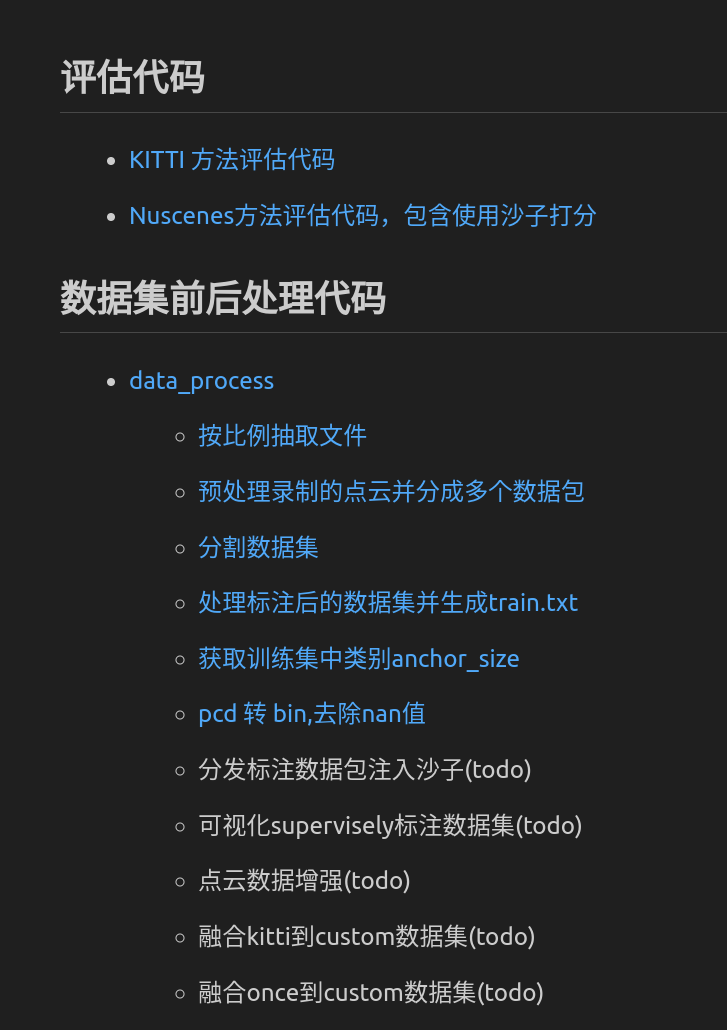 评估代码
KITTI 方法评估代码
Nuscenes方法评估代码，包含使用沙子打分
数据集前后处理代码
data_process
按比例抽取文件
预处理录制的点云并分成多个数据包
分割数据集
处理标注后的数据集并生成train.txt
获取训练集中类别anchor_size
pcd 转 bin,去除nan值
分发标注数据包注入沙子(todo)
可视化supervisely标注数据集(todo)
点云数据增强(todo)
融合kitti到custom数据集(todo)
融合once到custom数据集(todo)